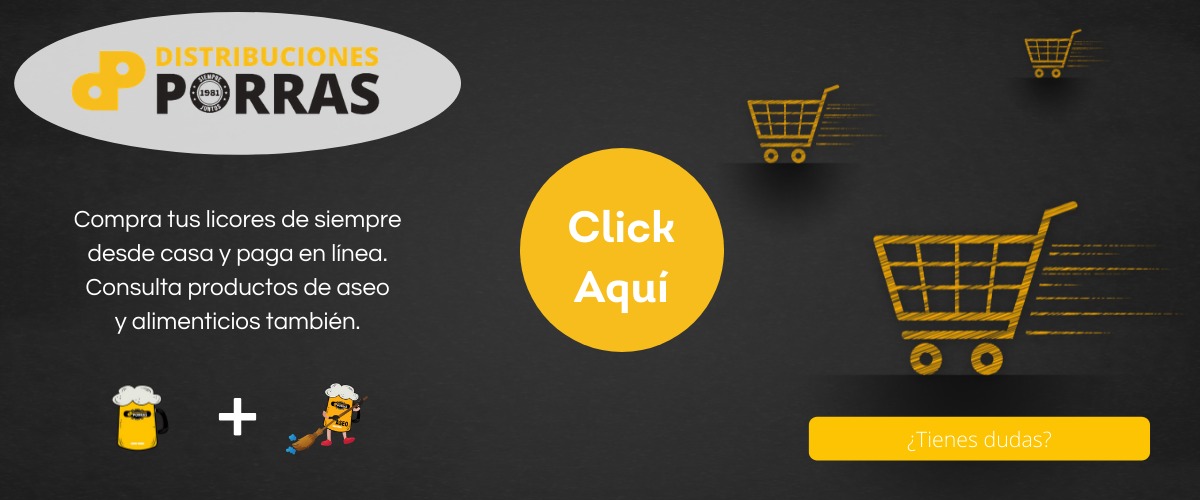 DISTRIBUCIONES
PORRAS
SIEMPRE
1981
JUNTOS
Compra tus licores de siempre
desde casa y paga en línea.
Consulta productos de aseo
y alimenticios también.
Click
Aquí
ASEO
¿Tienes dudas?